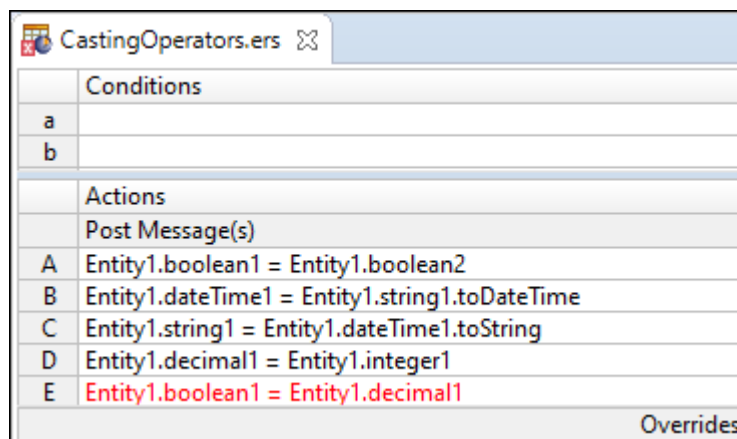 CastingOperators.ers
Conditions
a
b
Actions
Post Message(s)
A Entity1.boolean1 = Entity1.boolean2
B Entity1.dateTime1 = Entity1.string1.toDateTime
C Entity1.string1 = Entity1.dateTime1.toString
D Entity1.decimal1 = Entity1.integer1
E Entity1.boolean1 = Entity1.decimal1
Overrides